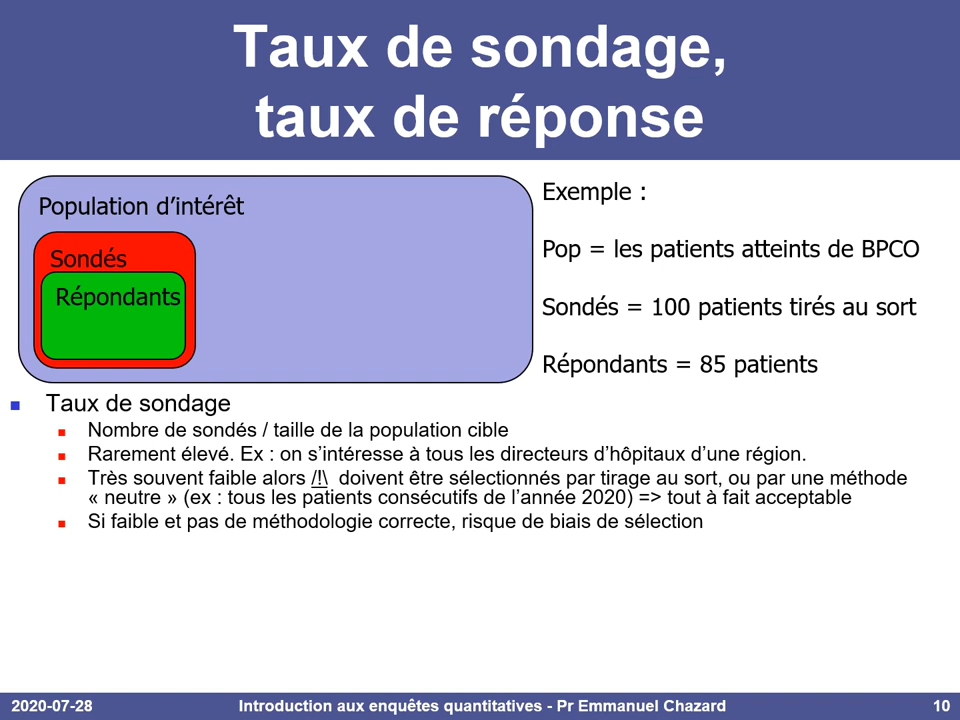 Taux de sondage,
taux de réponse
Population d’intérêt
Sondés
Répondants
Exemple :
Pop = les patients atteints de BPCO
Sondés = 100 patients tirés au sort
Répondants = 85 patients
Taux de sondage
Nombre de sondés / taille de la population cible
Rarement élevé. Ex : on s’intéresse à tous les directeurs d’hôpitaux d’une région.
Très souvent faible alors /!\ doivent être sélectionnés par tirage au sort, ou par une méthode
« neutre » (ex : tous les patients consécutifs de l’année 2020) => tout à fait acceptable
Si faible et pas de méthodologie correcte, risque de biais de sélection
2020-07-28
Introduction aux enquêtes quantitatives - Pr Emmanuel Chazard
10